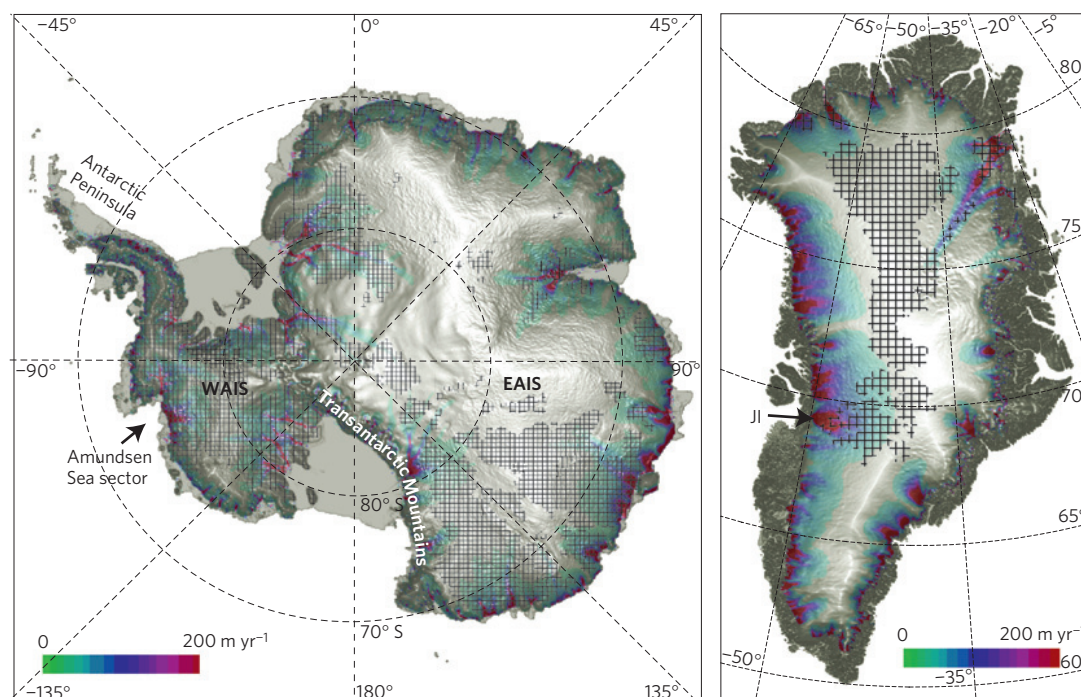 −45°
0°
45°
Antarctic
Peninsula
−90°
WAIS
EAIS
90°
Amundsen
Sea sector
Transantarctic Mountains
80° S
70° S
0
200 m yr⁻¹
−135°
180°
135°
−65°
−50°
−35°
−20°
−5°
80
75
70
JI
65°
0
200 m yr⁻¹
−50°
−35°
60